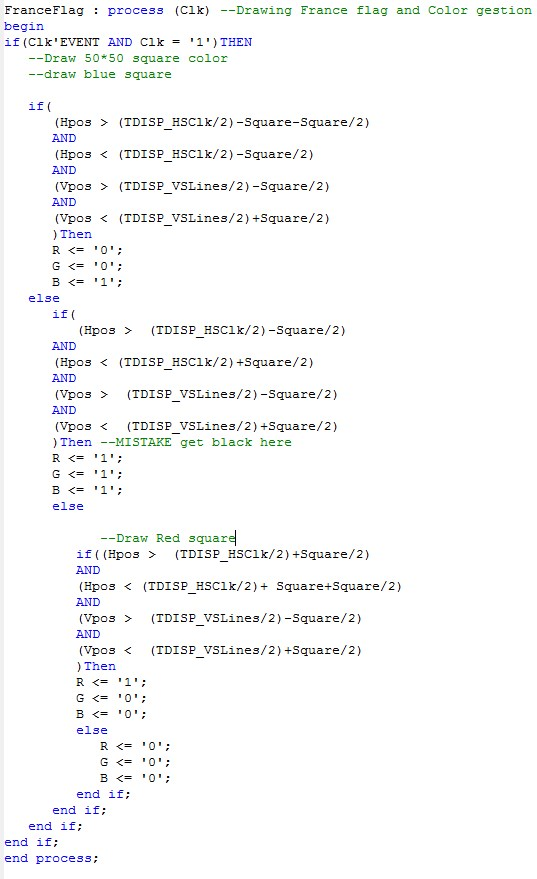 FranceFlag : process (Clk) --Drawing France flag and Color gestion
begin
if(Clk'EVENT AND Clk = '1')THEN
--Draw 50*50 square color
--draw blue square
if(
(Hpos > (TDISP_HSClk/2)-Square-Square/2)
AND
(Hpos < (TDISP_HSClk/2)-Square/2)
AND
(Vpos > (TDISP_VSLines/2)-Square/2)
AND
(Vpos < (TDISP_VSLines/2)+Square/2)
)Then
R <= '0';
G <= '0';
B <= '1';
else
if(
(Hpos > (TDISP_HSClk/2)-Square/2)
AND
(Hpos < (TDISP_HSClk/2)+Square/2)
AND
(Vpos > (TDISP_VSLines/2)-Square/2)
AND
(Vpos < (TDISP_VSLines/2)+Square/2)
)Then --MISTAKE get black here
R <= '1';
G <= '1';
B <= '1';
else
--Draw Red square
if((Hpos > (TDISP_HSClk/2)+Square/2)
AND
(Hpos < (TDISP_HSClk/2)+ Square+Square/2)
AND
(Vpos > (TDISP_VSLines/2)-Square/2)
AND
(Vpos < (TDISP_VSLines/2)+Square/2)
)Then
R <= '1';
G <= '0';
B <= '0';
else
R <= '0';
G <= '0';
B <= '0';
end if;
end if;
end if;
end if;
end process;